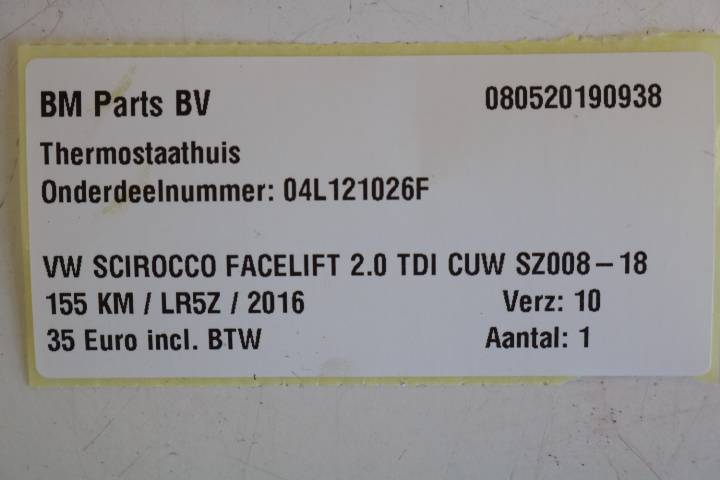 BM Parts BV 080520190938
Thermostaathuis
Onderdeelnummer: 04L121026F
VW SCIROCCO FACELIFT 2.0 TDI CUW SZ008-18
155 KM / LR5Z / 2016 Verz: 10
35 Euro incl. BTW Aantal: 1